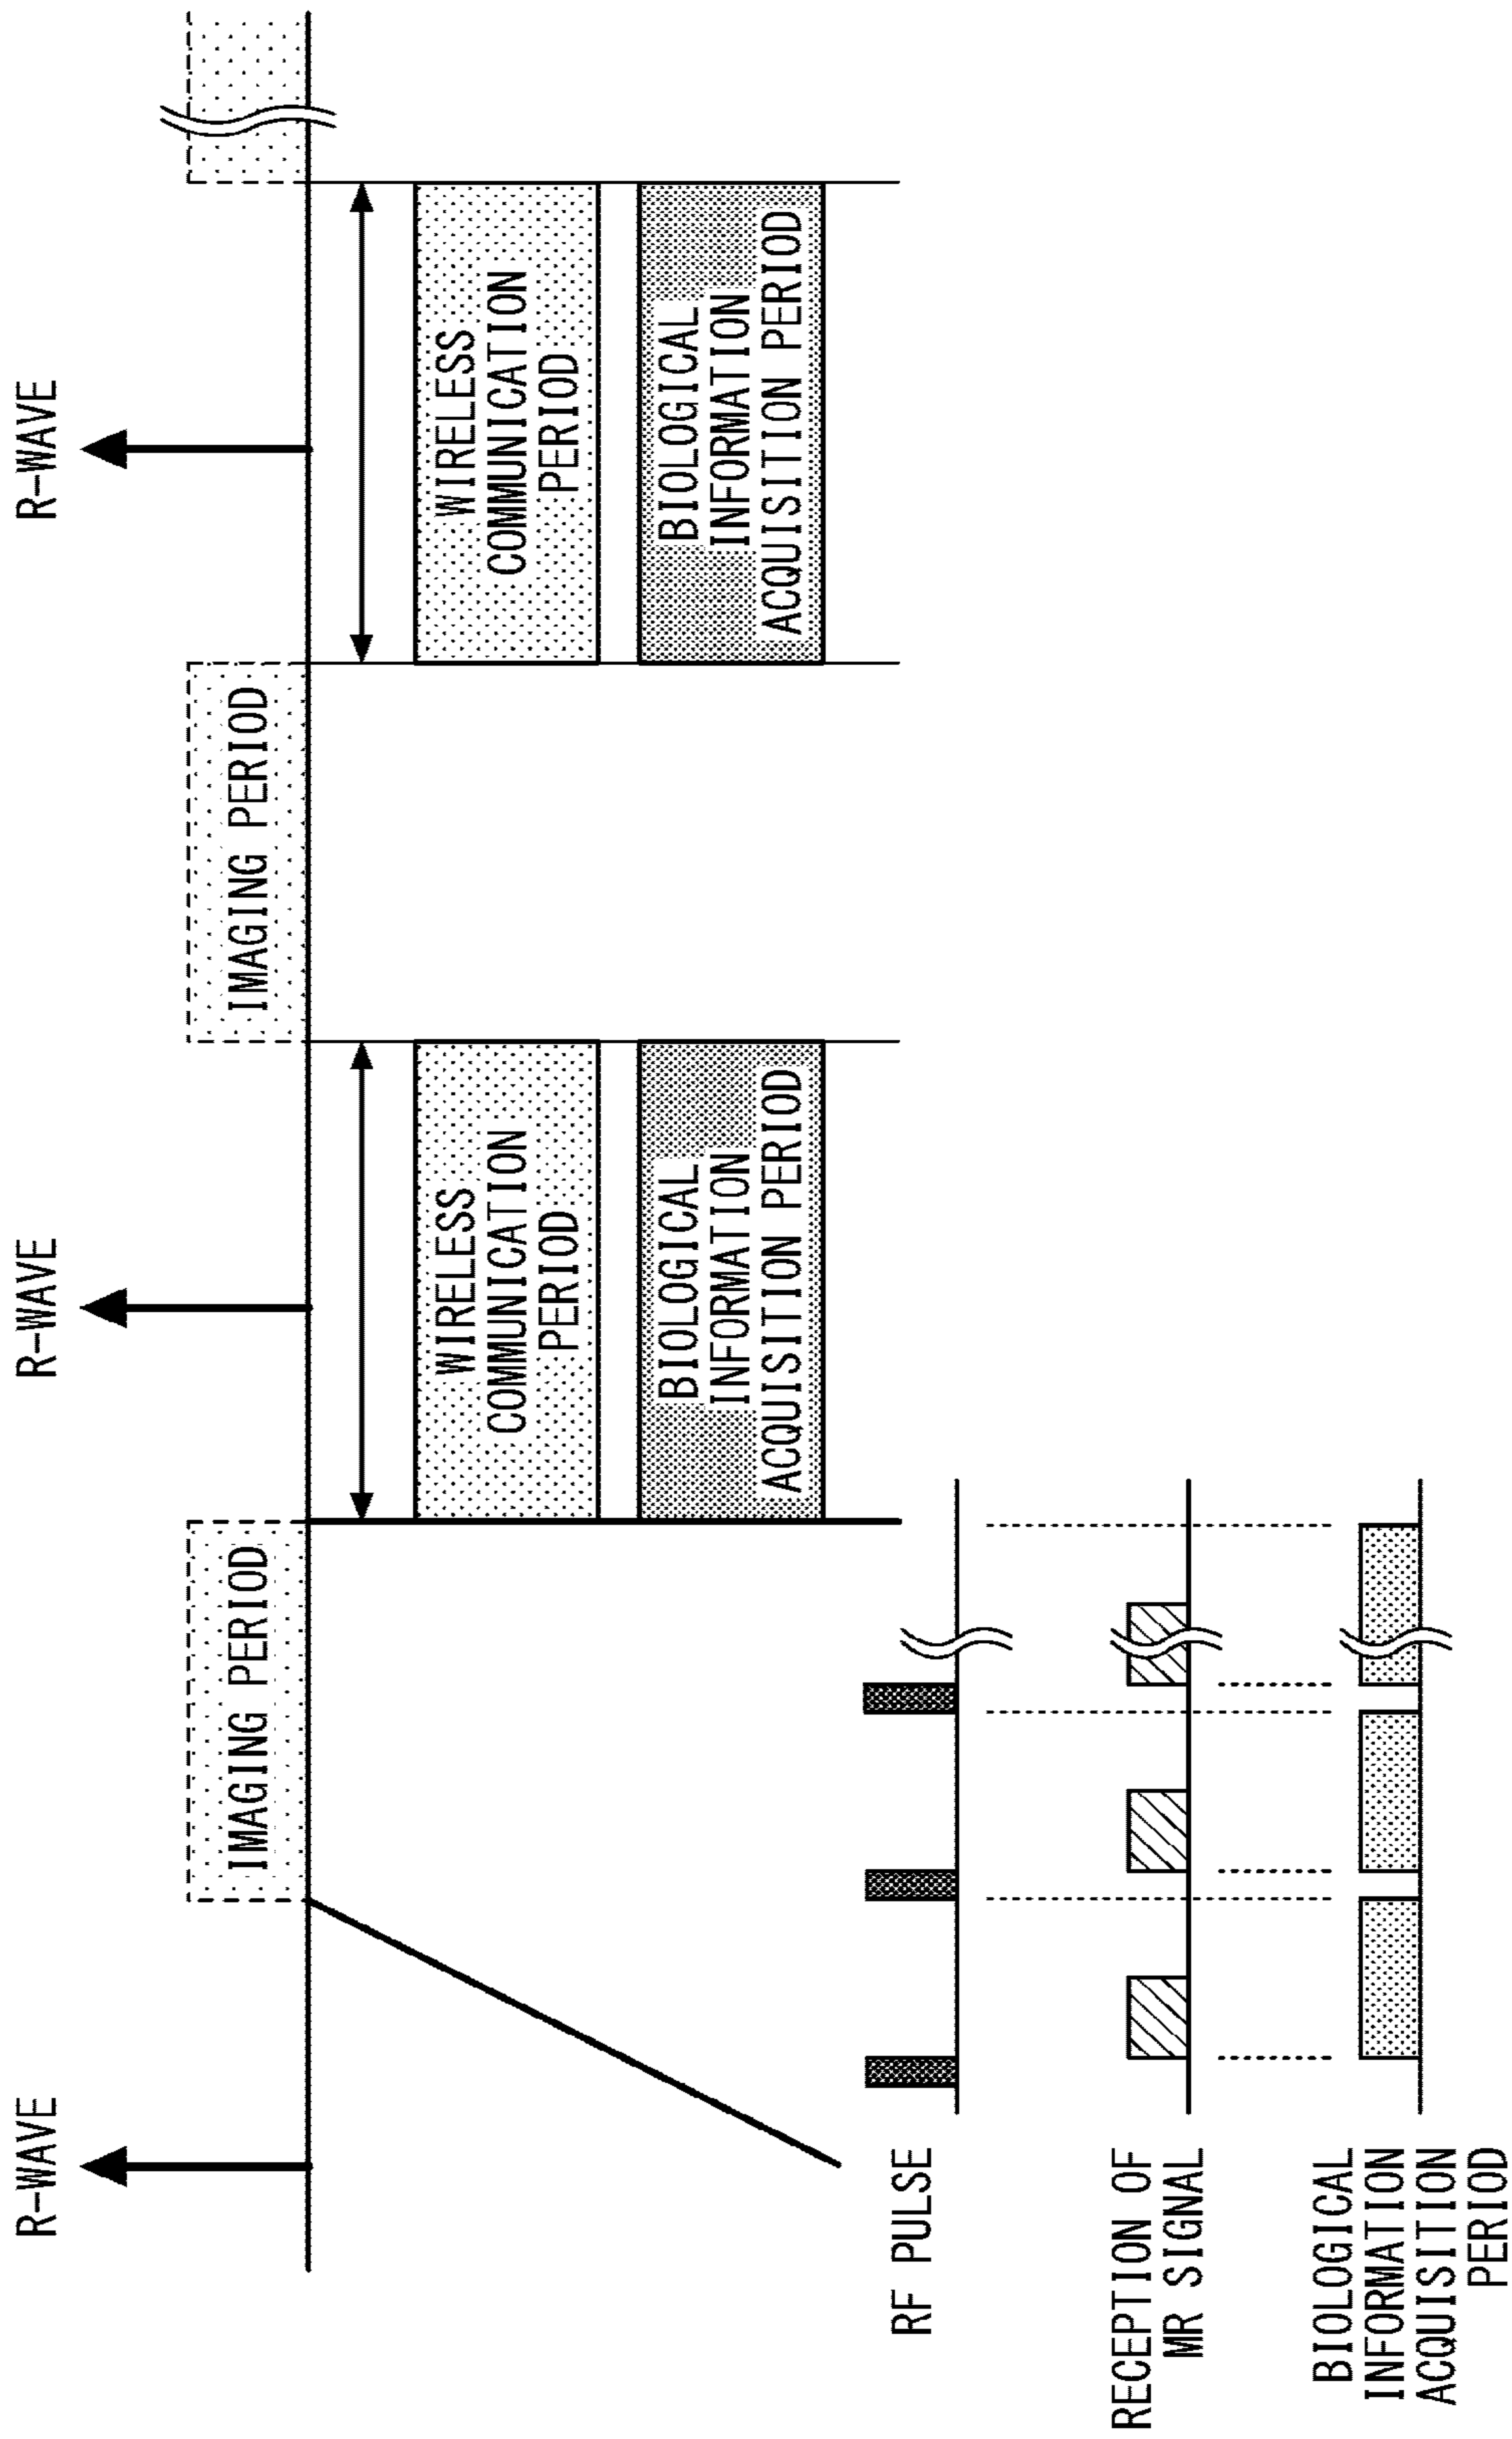 R-WAVE
R-WAVE
R-WAVE
IMAGING PERIOD
IMAGING PERIOD
WIRELESS
COMMUNICATION
PERIOD
WIRELESS
COMMUNICATION
PERIOD
BIOLOGICAL
INFORMATION
ACQUISITION PERIOD
BIOLOGICAL
INFORMATION
ACQUISITION PERIOD
RF PULSE
RECEPTION OF
MR SIGNAL
BIOLOGICAL
INFORMATION
ACQUISITION
PERIOD